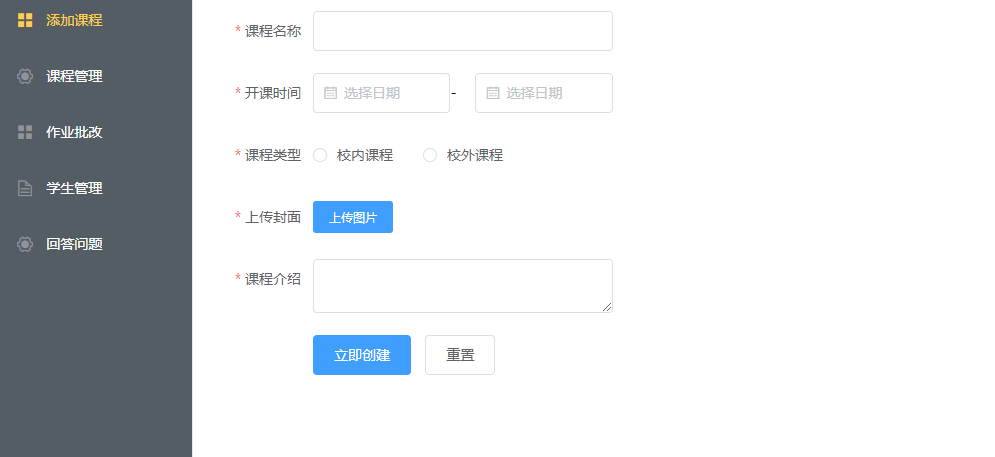 添加课程
课程管理
作业批改
学生管理
回答问题
* 课程名称
* 开课时间 选择日期 - 选择日期
* 课程类型 校内课程 校外课程
* 上传封面 上传图片
* 课程介绍
立即创建 重置